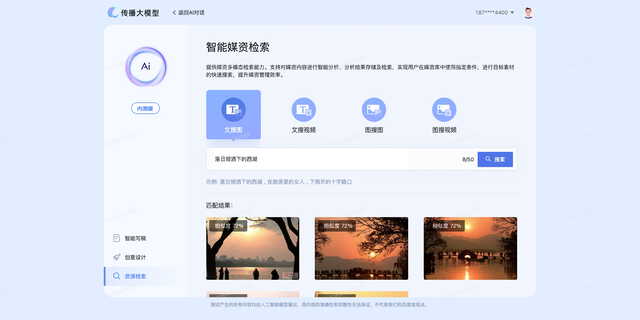 传播大模型
返回AI对话
187****4400
Ai
内测版
智能写稿
创意设计
资源检索
智能媒资检索
提供媒资多模态检索能力。支持对媒资内容进行智能分析、分析结果存储及检索，实现用户在媒资库中使用指定条件，进行目标素材
的快速搜索，提升媒资管理效率。
文搜图
文搜视频
图搜图
图搜视频
落日倾洒下的西湖
8/50
搜索
示例: 落日倾洒下的西湖，在跑道里的女人，下雨天的十字路口
匹配结果:
相似度 72%
相似度 72%
相似度 72%